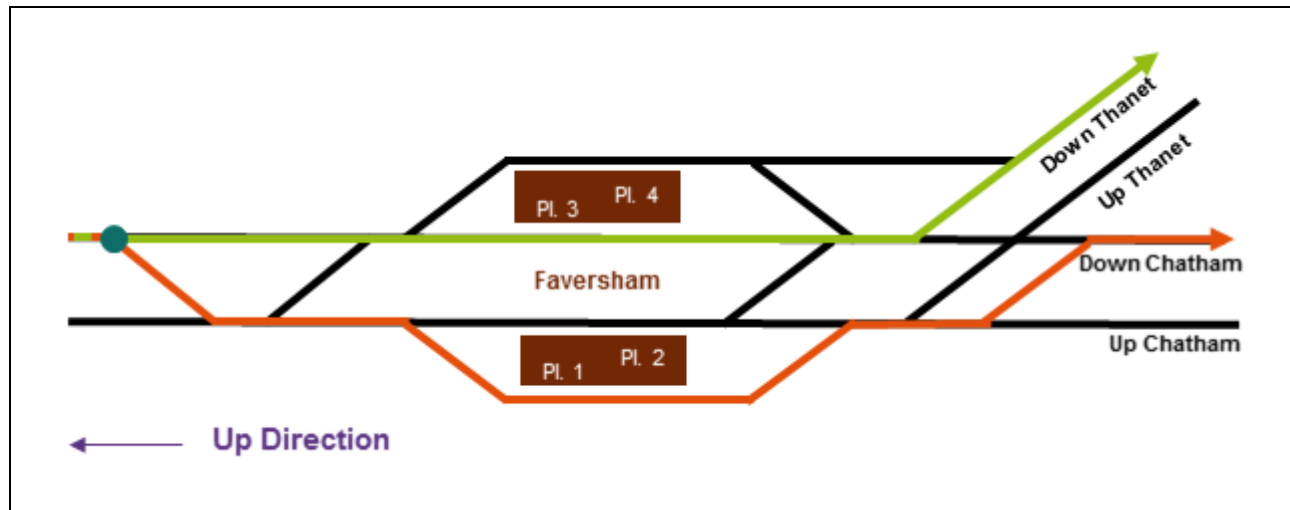 Down Thanet
Up Thanet
Pl. 3
Pl. 4
Faversham
Down Chatham
Up Chatham
Pl. 1
Pl. 2
Up Direction